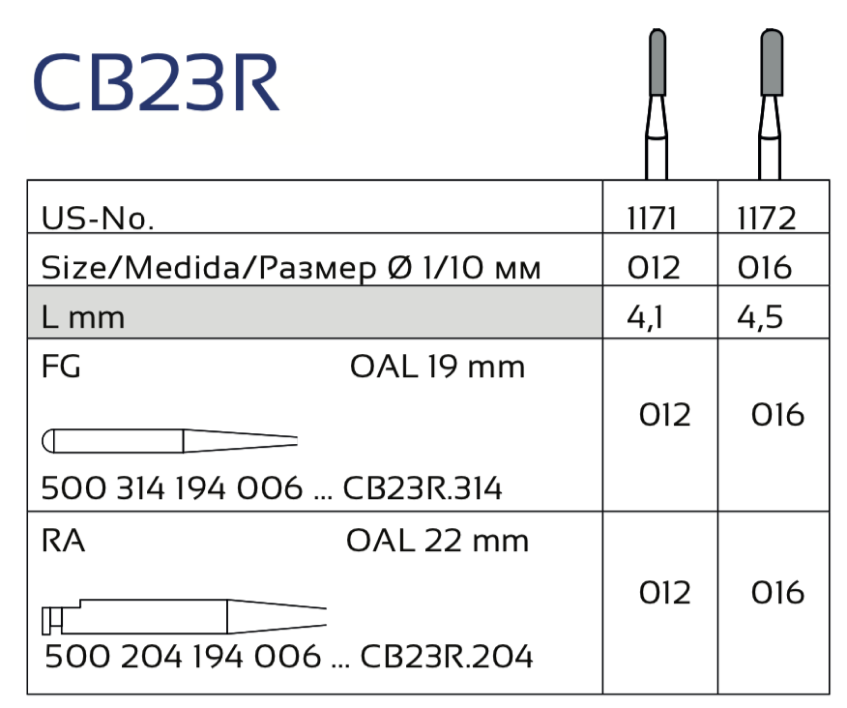 CB23R
US-No. 1171 1172
Size/Medida/Размер Ø 1/10 мм 012 016
L mm 4,1 4,5
FG OAL 19 mm
012 016
500 314 194 006 ... CB23R.314
RA OAL 22 mm
012 016
500 204 194 006 ... CB23R.204